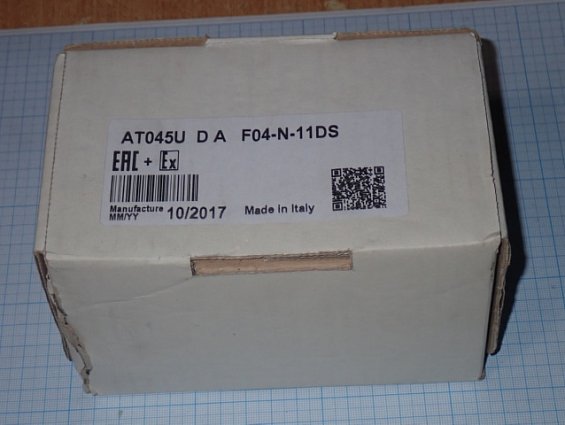 AT045U D A F04-N-11DS
EAC + Ex
Manufacture
MM/YY 10/2017 Made in Italy